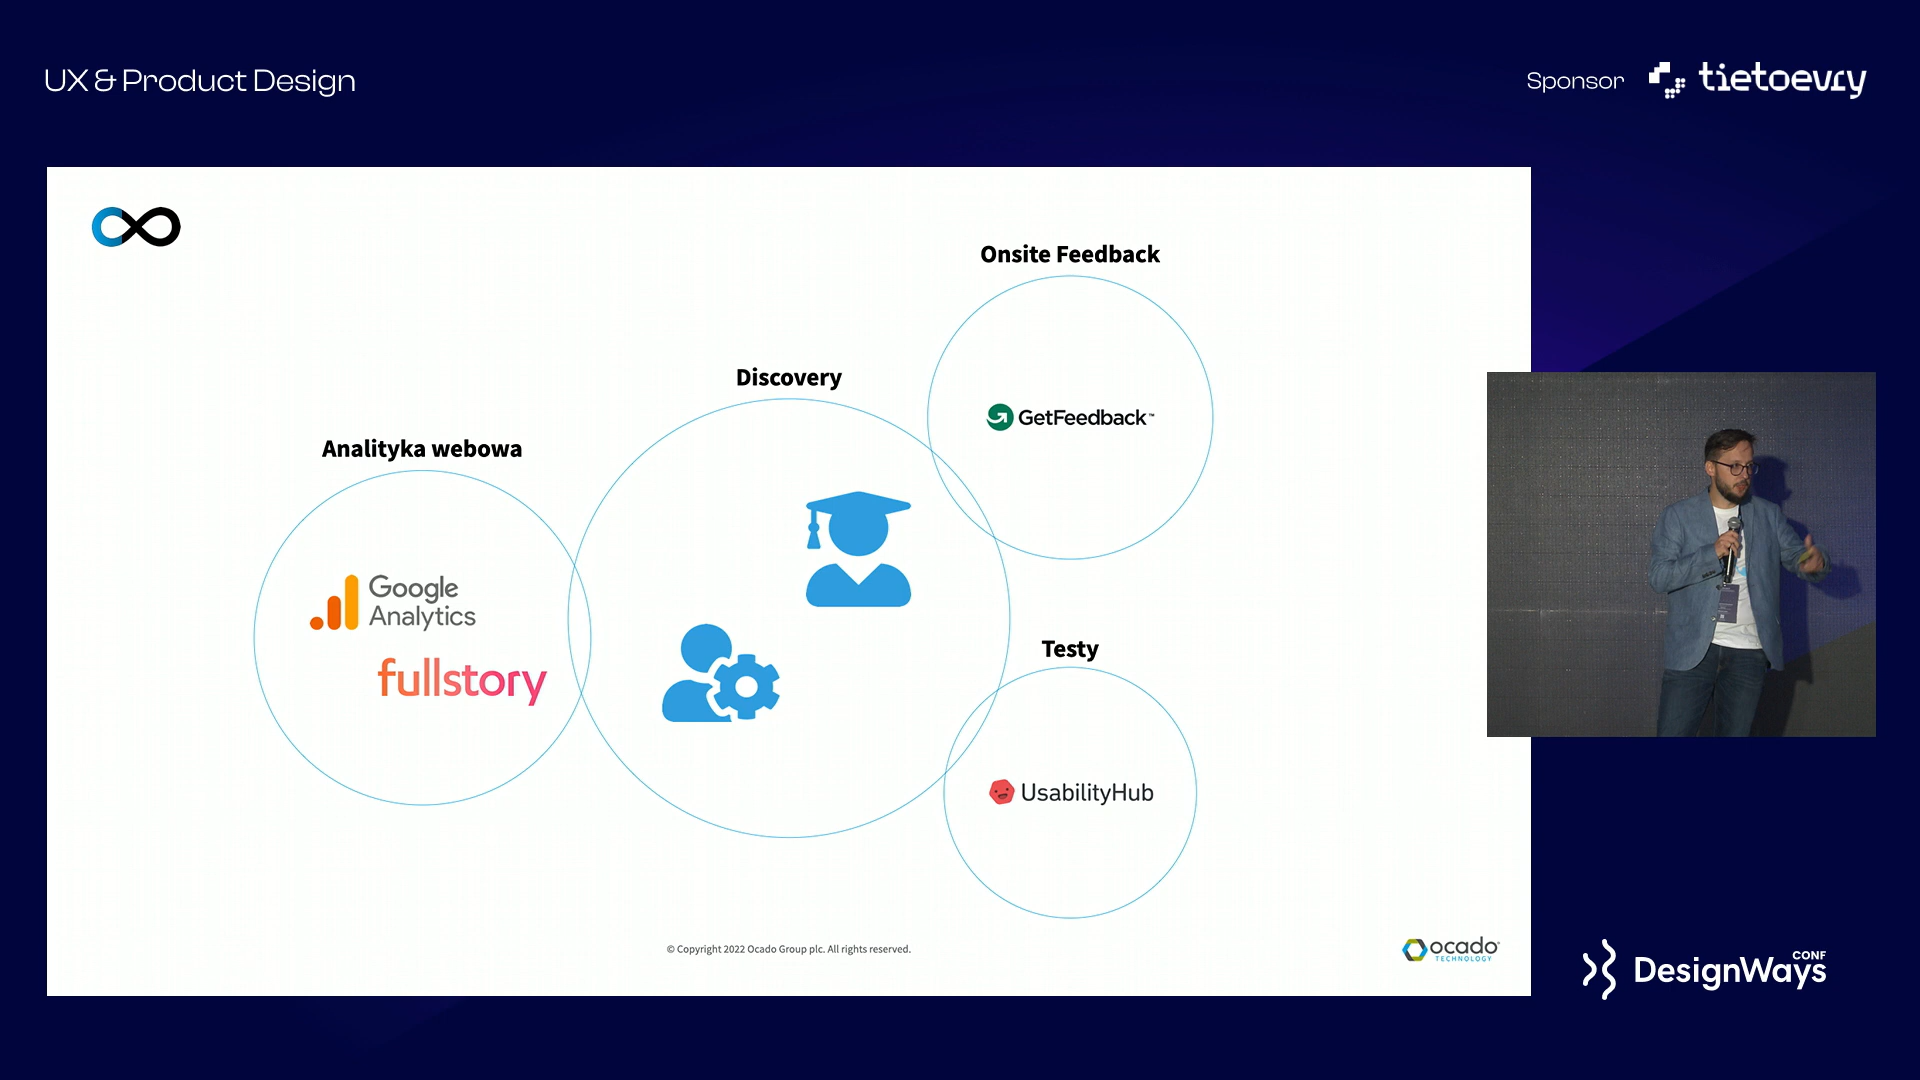 UX & Product Design
Sponsor tietoevry
Onsite Feedback
GetFeedback™
Discovery
Analityka webowa
Google
Analytics
fullstory
Testy
UsabilityHub
© Copyright 2022 Ocado Group plc. All rights reserved.
ocado
TECHNOLOGY
DesignWays CONF